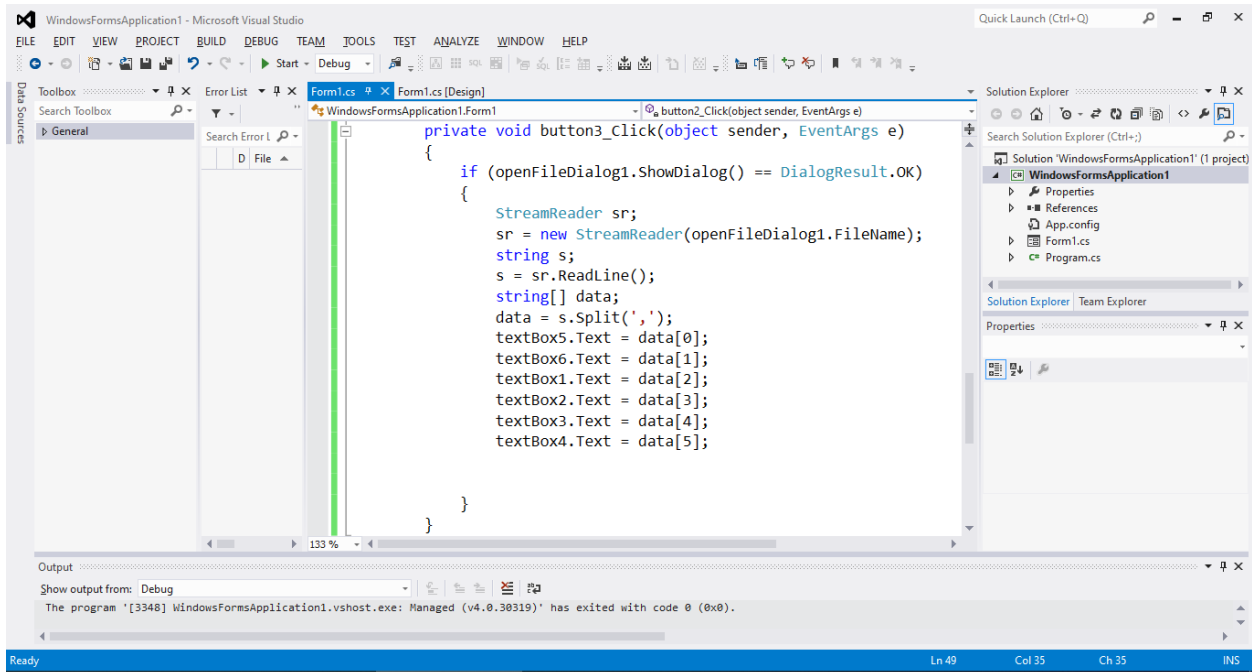 WindowsFormsApplication1 - Microsoft Visual Studio
Quick Launch (Ctrl+Q)
FILE EDIT VIEW PROJECT BUILD DEBUG TEAM TOOLS TEST ANALYZE WINDOW HELP
Start - Debug
Data Sources
Toolbox
Search Toolbox
General
Error List
Search Error L
D File
Form1.cs
Form1.cs [Design]
WindowsFormsApplication1.Form1
button2_Click(object sender, EventArgs e)
private void button3_Click(object sender, EventArgs e)
{
if (openFileDialog1.ShowDialog() == DialogResult.OK)
{
StreamReader sr;
sr = new StreamReader(openFileDialog1.FileName);
string s;
s = sr.ReadLine();
string[] data;
data = s.Split(',');
textBox5.Text = data[0];
textBox6.Text = data[1];
textBox1.Text = data[2];
textBox2.Text = data[3];
textBox3.Text = data[4];
textBox4.Text = data[5];
}
}
133 %
Solution Explorer
Search Solution Explorer (Ctrl+;)
Solution 'WindowsFormsApplication1' (1 project)
WindowsFormsApplication1
Properties
References
App.config
Form1.cs
Program.cs
Solution Explorer Team Explorer
Properties
Output
Show output from: Debug
The program '[3348] WindowsFormsApplication1.vshost.exe: Managed (v4.0.30319)' has exited with code 0 (0x0).
Ready
Ln 49 Col 35 Ch 35 INS